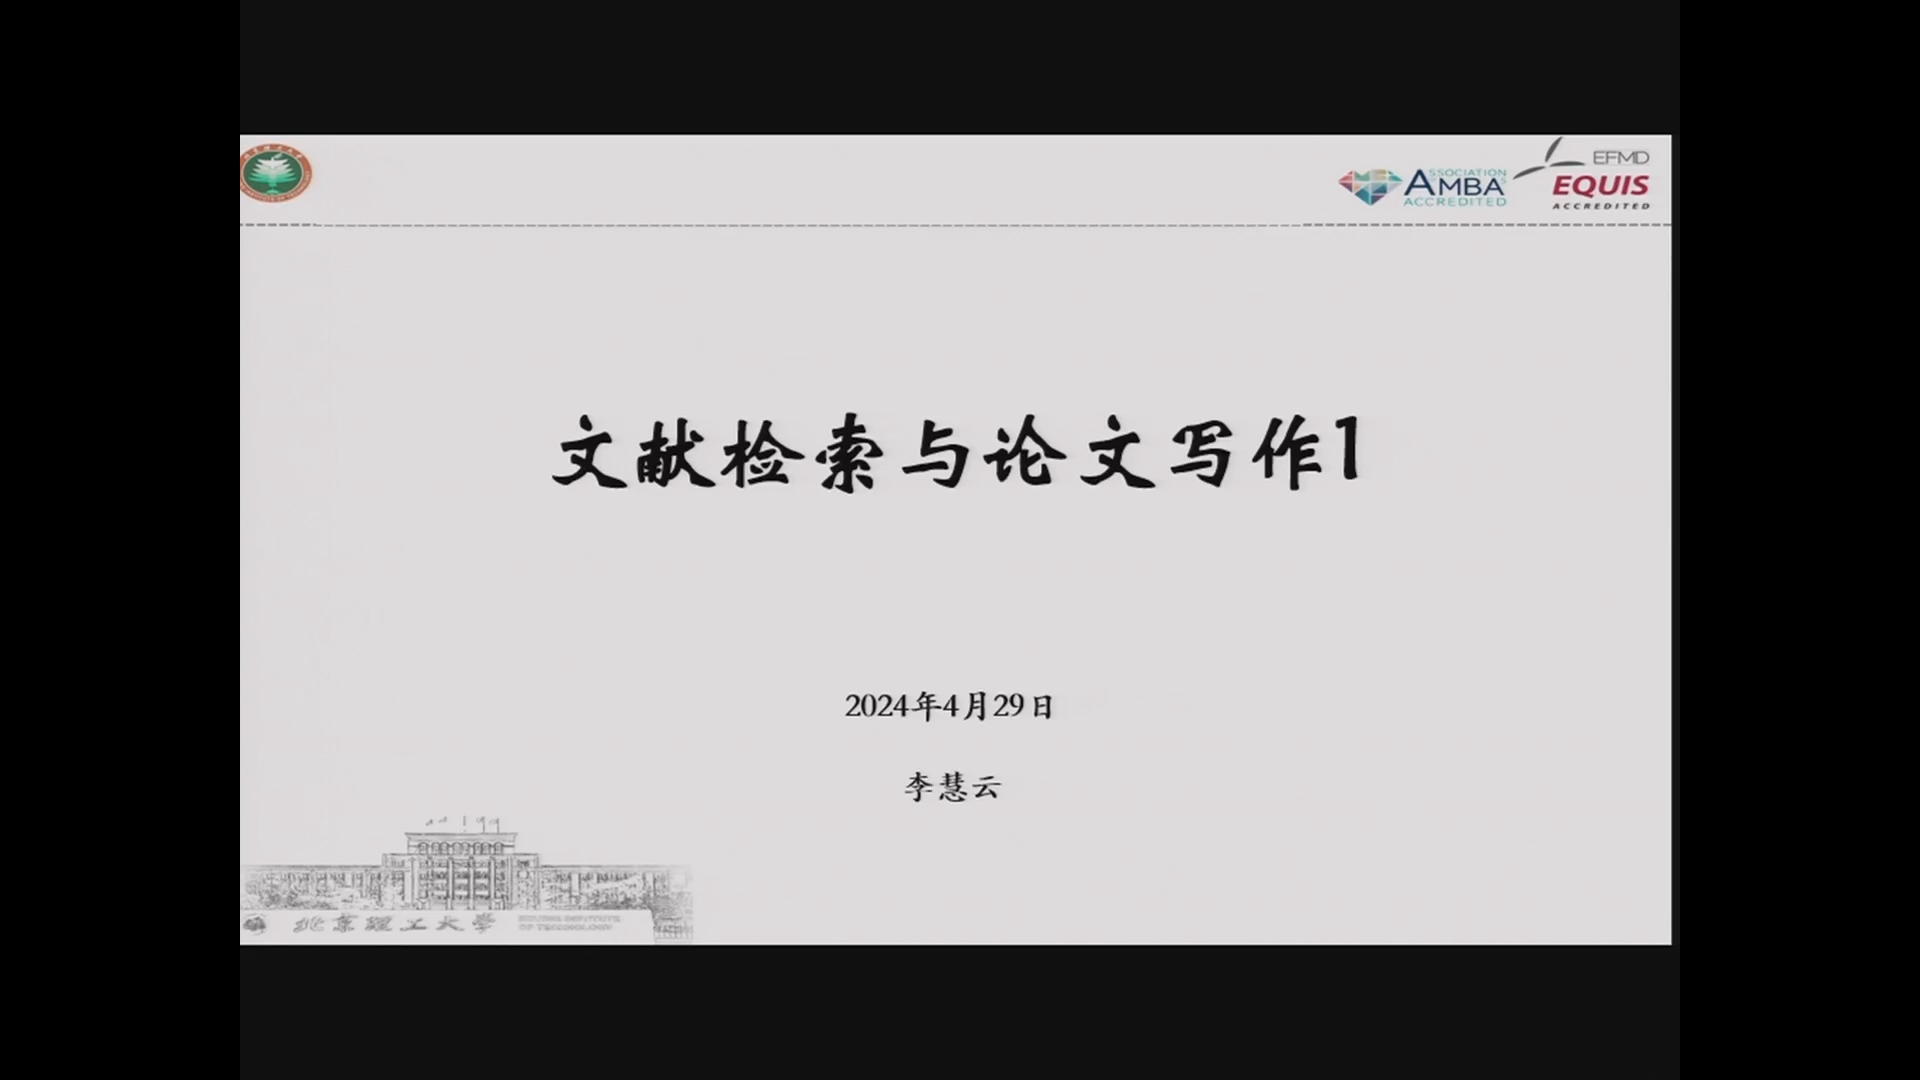 ASSOCIATION
AMBA'S
ACCREDITED
EFMD
EQUIS
ACCREDITED
文献检索与论文写作1
2024年4月29日
李慧云
北京理工大学
BEIJING INSTITUTE
OF TECHNOLOGY